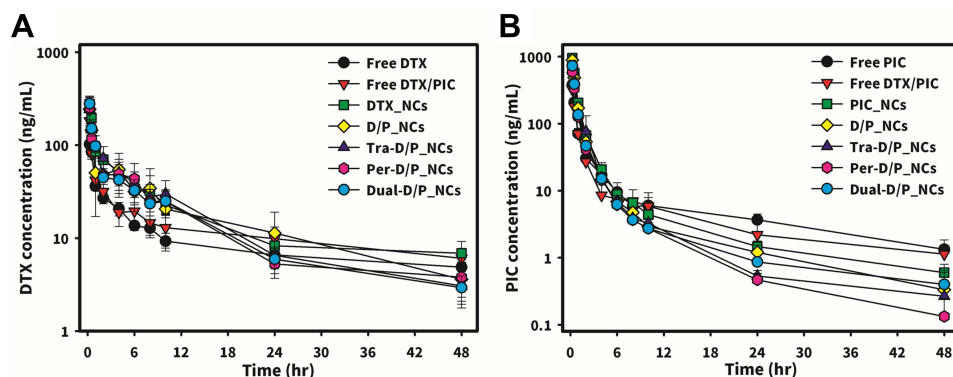 A
DTX concentration (ng/mL)
1000
100
10
1
Free DTX
Free DTX/PIC
DTX_NCs
D/P_NCs
Tra-D/P_NCs
Per-D/P_NCs
Dual-D/P_NCs
0 6 12 18 24 30 36 42 48
Time (hr)
B
PIC concentration (ng/mL)
1000
100
10
1
0.1
Free PIC
Free DTX/PIC
PIC_NCs
D/P_NCs
Tra-D/P_NCs
Per-D/P_NCs
Dual-D/P_NCs
0 6 12 18 24 30 36 42 48
Time (hr)